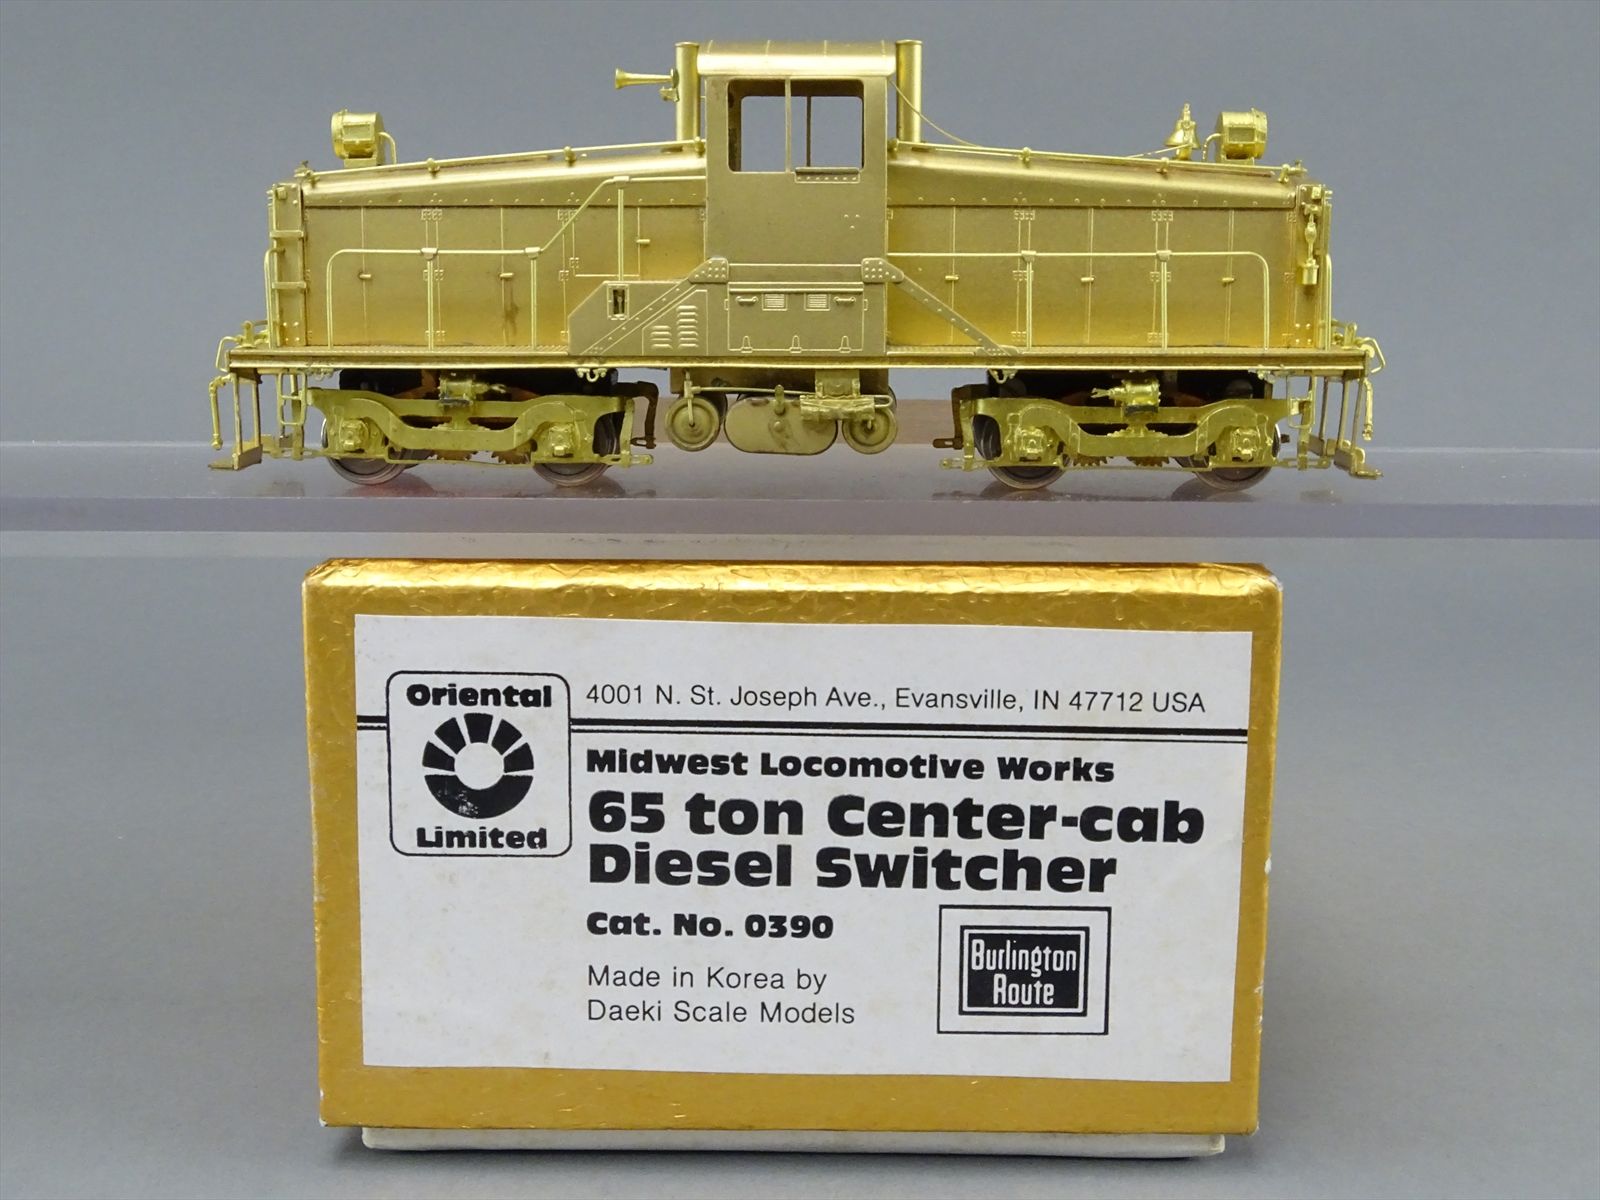 Oriental
Limited
4001 N. St. Joseph Ave., Evansville, IN 47712 USA
Midwest Locomotive Works
65 ton Center-cab
Diesel Switcher
Cat. No. 0390
Made in Korea by
Daeki Scale Models
Burlington
Route